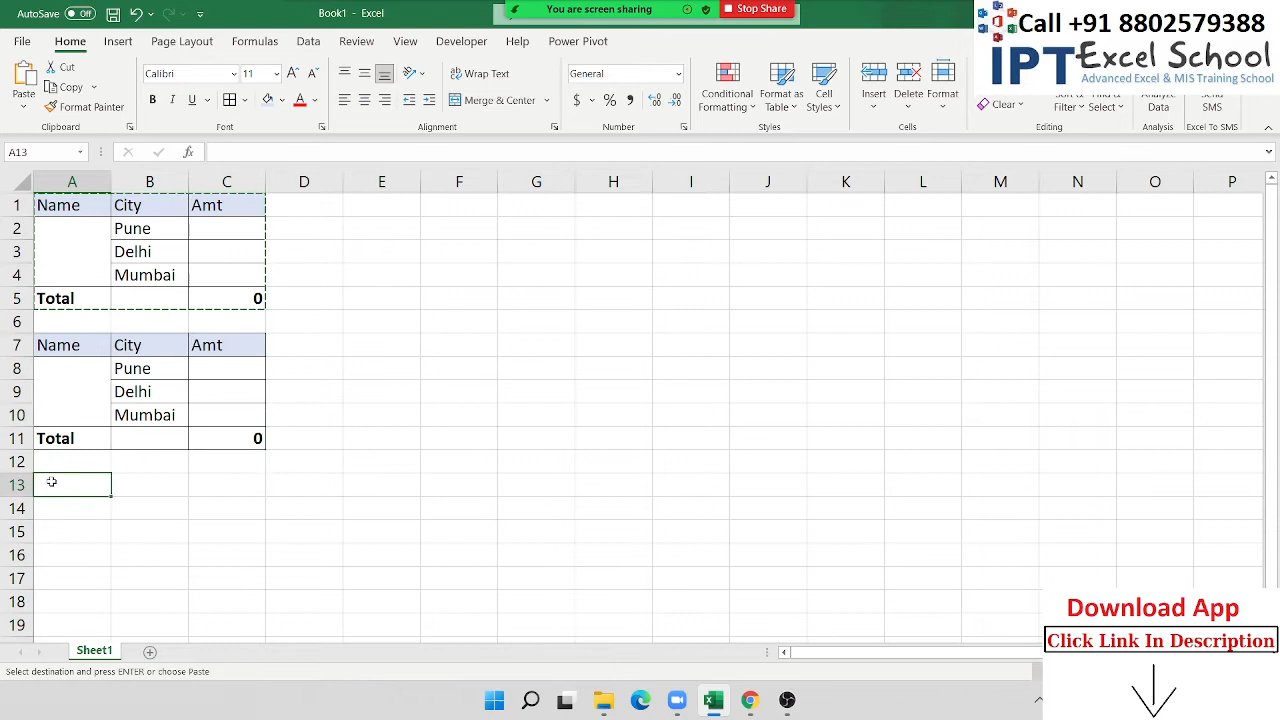 AutoSave Off
Book1 - Excel
You are screen sharing
Stop Share
Call +91 8802579388
IPT Excel School
Advanced Excel & MIS Training School
File Home Insert Page Layout Formulas Data Review View Developer Help Power Pivot
Paste
Cut
Copy
Format Painter
Clipboard
Calibri 11
B I U
Font
Wrap Text
Merge & Center
Alignment
General
$ % ,
Number
Conditional Formatting
Format as Table
Cell Styles
Styles
Insert Delete Format
Cells
Clear
Filter Select
Editing
Data
Analysis
SMS
Excel To SMS
A13
fx
A B C D E F G H I J K L M N O P
1 Name City Amt
2 Pune
3 Delhi
4 Mumbai
5 Total 0
6
7 Name City Amt
8 Pune
9 Delhi
10 Mumbai
11 Total 0
12
13
14
15
16
17
18
19
Sheet1
Select destination and press ENTER or choose Paste
Download App
Click Link In Description